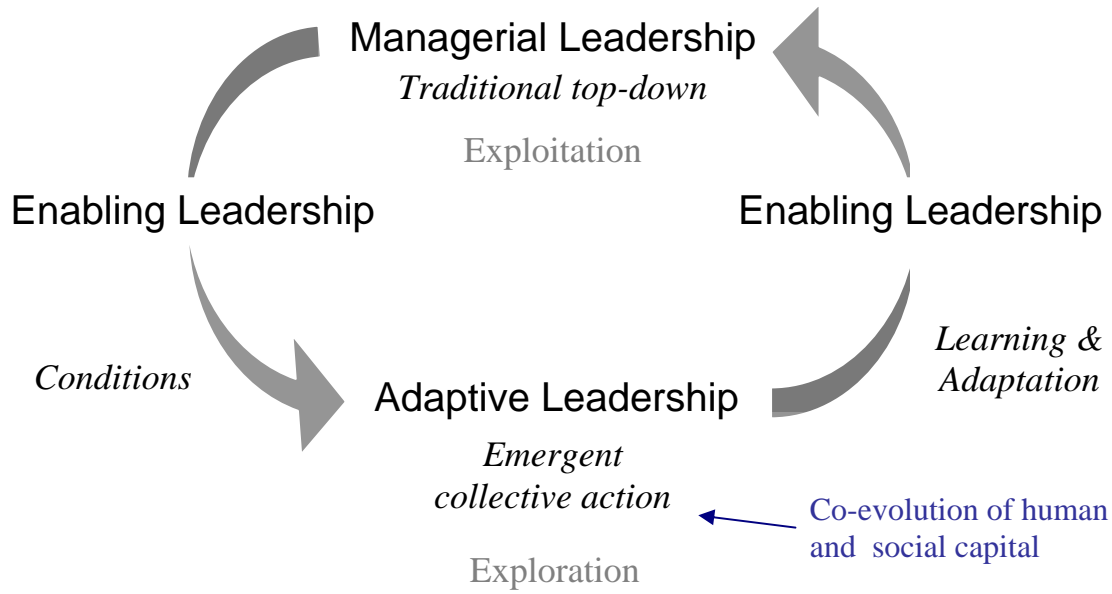 Managerial Leadership
Traditional top-down
Exploitation
Enabling Leadership
Enabling Leadership
Conditions
Learning &
Adaptation
Adaptive Leadership
Emergent
collective action
Co-evolution of human
and social capital
Exploration